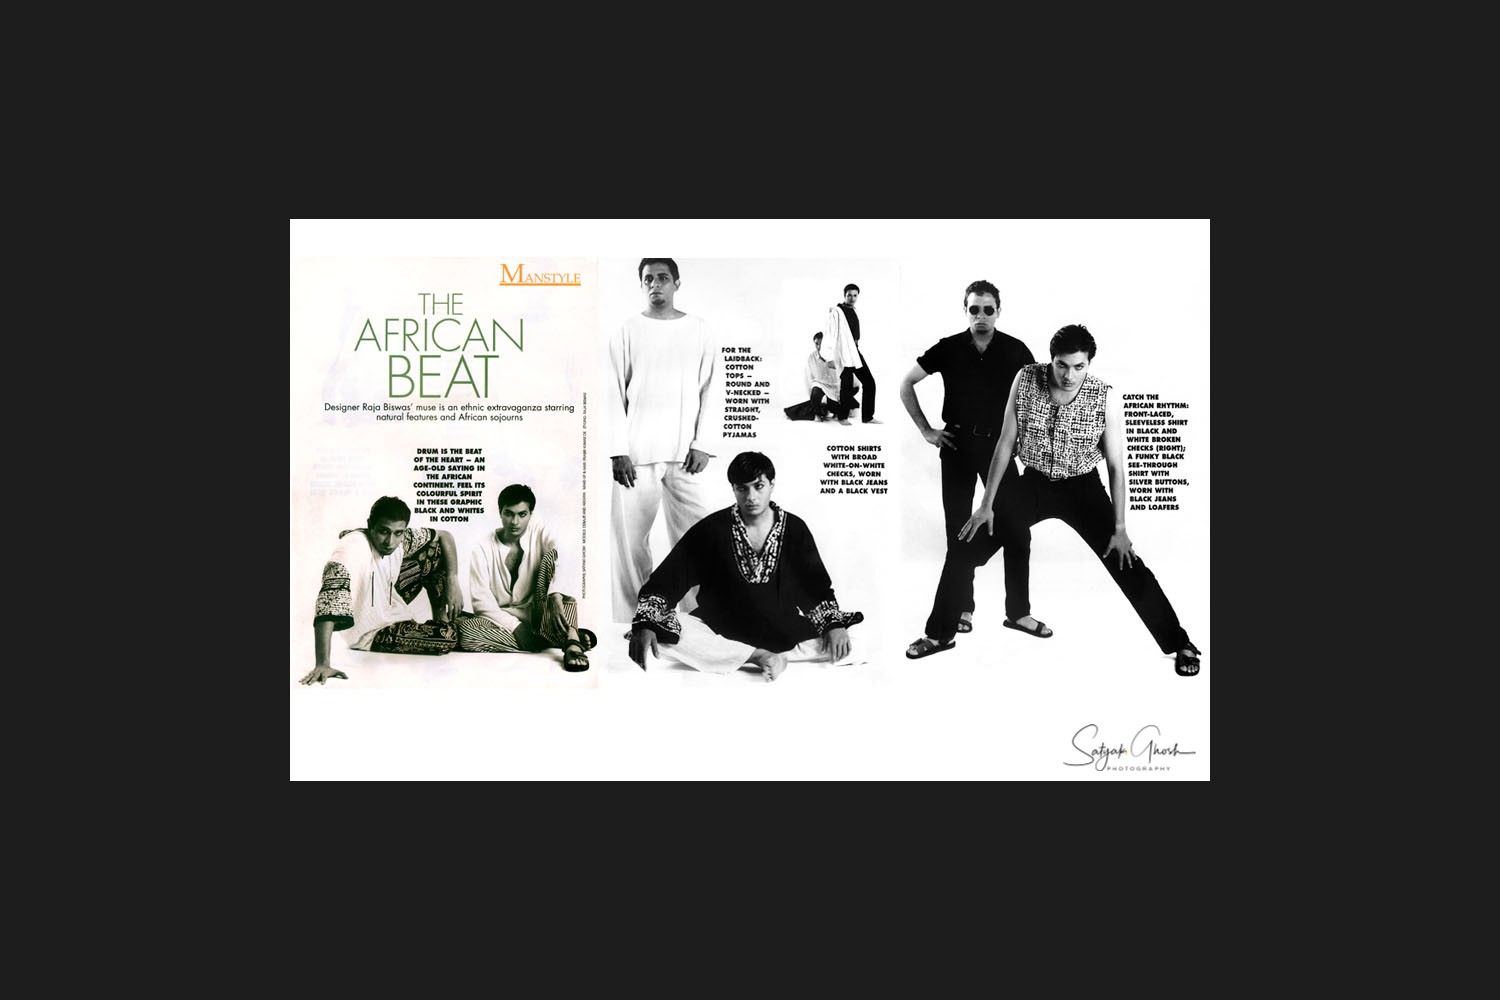 MANSTYLE
THE
AFRICAN
BEAT
Designer Raja Biswas' muse is an ethnic extravaganza starring
natural features and African sojourns
DRUM IS THE BEAT
OF THE HEART – AN
AGE-OLD SAYING IN
THE AFRICAN
CONTINENT. FEEL ITS
COLOURFUL SPIRIT
IN THESE GRAPHIC
BLACK AND WHITES
IN COTTON
FOR THE
LAIDBACK:
COTTON
TOPS –
ROUND AND
V-NECKED –
WORN WITH
STRAIGHT,
CRUSHED-
COTTON
PYJAMAS
COTTON SHIRTS
WITH BROAD
WHITE-ON-WHITE
CHECKS, WORN
WITH BLACK JEANS
AND A BLACK VEST
CATCH THE
AFRICAN RHYTHM:
FRONT-LACED,
SLEEVELESS SHIRT
IN BLACK AND
WHITE BROKEN
CHECKS (RIGHT);
A FUNKY BLACK
SEE-THROUGH
SHIRT WITH
SILVER BUTTONS,
WORN WITH
BLACK JEANS
AND LOAFERS
Satyaki Ghosh
PHOTOGRAPHY